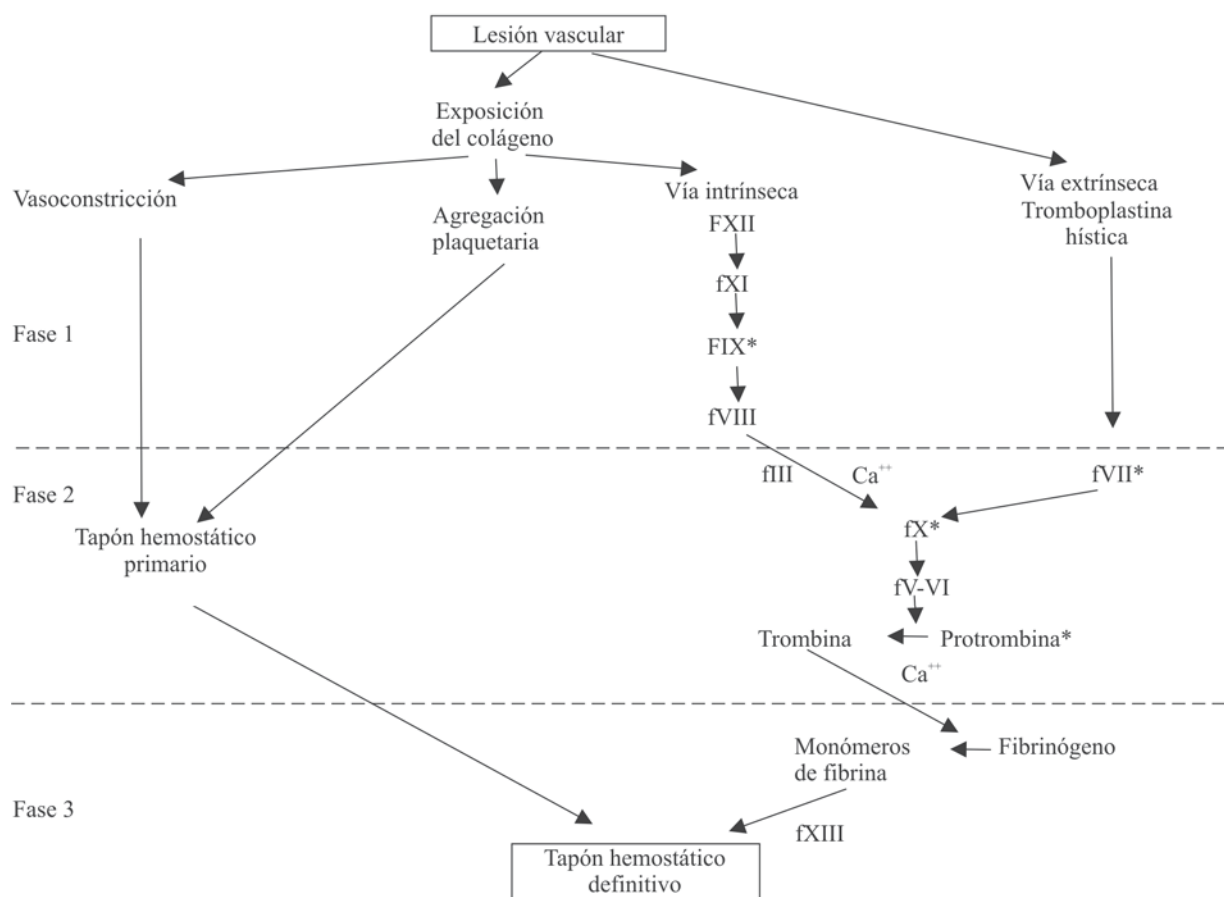 Lesión vascular
Exposición
del colágeno
Vasoconstricción
Agregación
plaquetaria
Vía intrínseca
FXII
fXI
FIX*
fVIII
Vía extrínseca
Tromboplastina
hística
Fase 1
Fase 2
fIII
Ca⁺⁺
fVII*
fX*
fV-VI
Tapón hemostático
primario
Trombina
Protrombina*
Ca⁺⁺
Fase 3
Monómeros
de fibrina
Fibrinógeno
fXIII
Tapón hemostático
definitivo